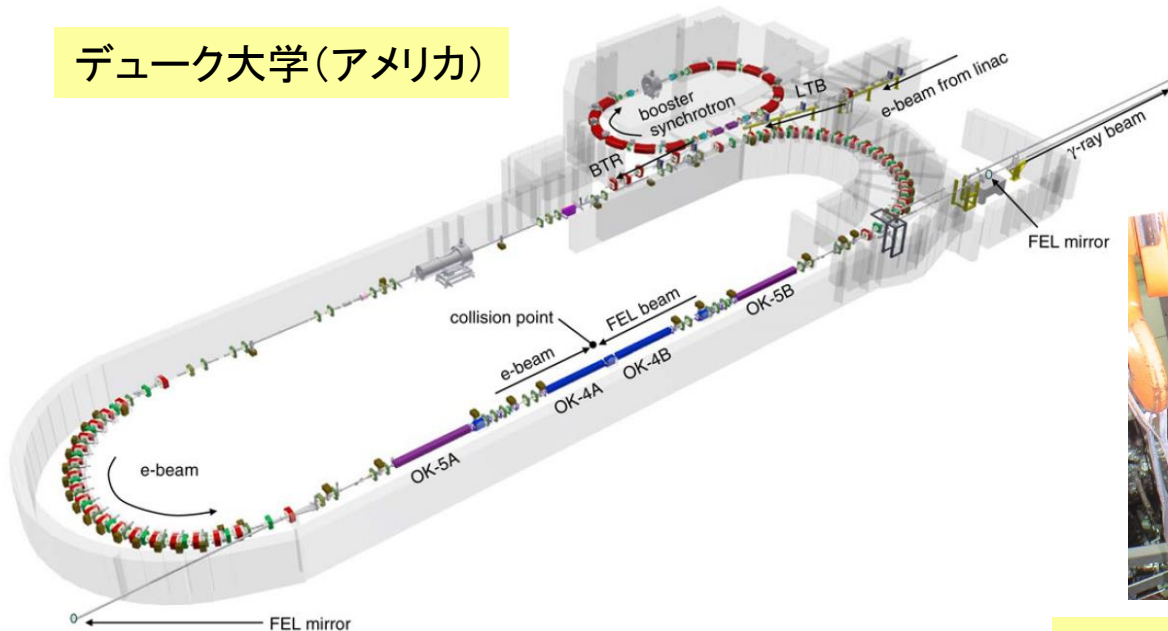 デューク大学(アメリカ)
LTB
e-beam from linac
booster
synchrotron
BTR
γ-ray beam
FEL mirror
OK-5B
FEL beam
collision point
e-beam
OK-4B
OK-4A
OK-5A
e-beam
FEL mirror